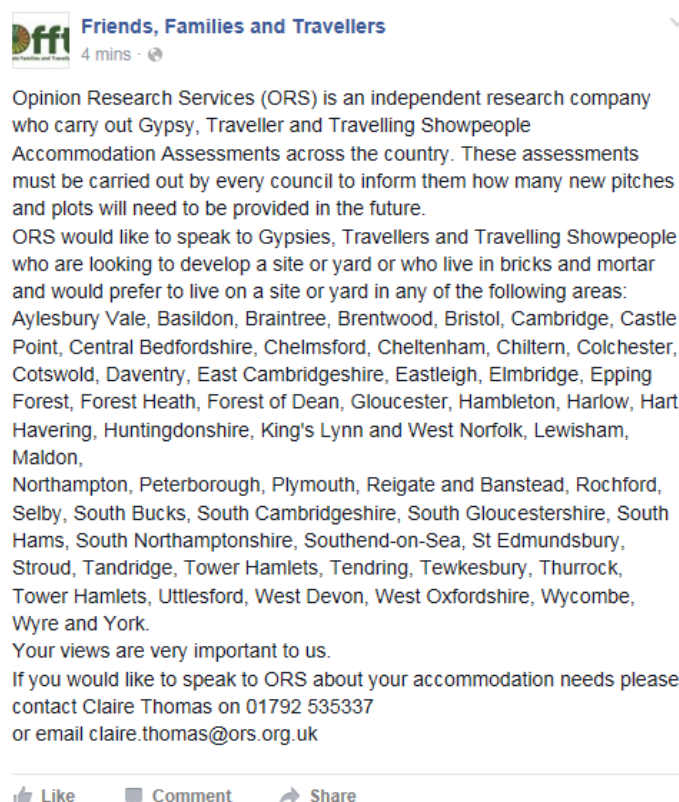 fft
Friends, Families and Travellers
4 mins ·
Opinion Research Services (ORS) is an independent research company
who carry out Gypsy, Traveller and Travelling Showpeople
Accommodation Assessments across the country. These assessments
must be carried out by every council to inform them how many new pitches
and plots will need to be provided in the future.
ORS would like to speak to Gypsies, Travellers and Travelling Showpeople
who are looking to develop a site or yard or who live in bricks and mortar
and would prefer to live on a site or yard in any of the following areas:
Aylesbury Vale, Basildon, Braintree, Brentwood, Bristol, Cambridge, Castle
Point, Central Bedfordshire, Chelmsford, Cheltenham, Chiltern, Colchester,
Cotswold, Daventry, East Cambridgeshire, Eastleigh, Elmbridge, Epping
Forest, Forest Heath, Forest of Dean, Gloucester, Hambleton, Harlow, Hart
Havering, Huntingdonshire, King's Lynn and West Norfolk, Lewisham,
Maldon,
Northampton, Peterborough, Plymouth, Reigate and Banstead, Rochford,
Selby, South Bucks, South Cambridgeshire, South Gloucestershire, South
Hams, South Northamptonshire, Southend-on-Sea, St Edmundsbury,
Stroud, Tandridge, Tower Hamlets, Tendring, Tewkesbury, Thurrock,
Tower Hamlets, Uttlesford, West Devon, West Oxfordshire, Wycombe,
Wyre and York.
Your views are very important to us.
If you would like to speak to ORS about your accommodation needs please
contact Claire Thomas on 01792 535337
or email claire.thomas@ors.org.uk
Like Comment Share